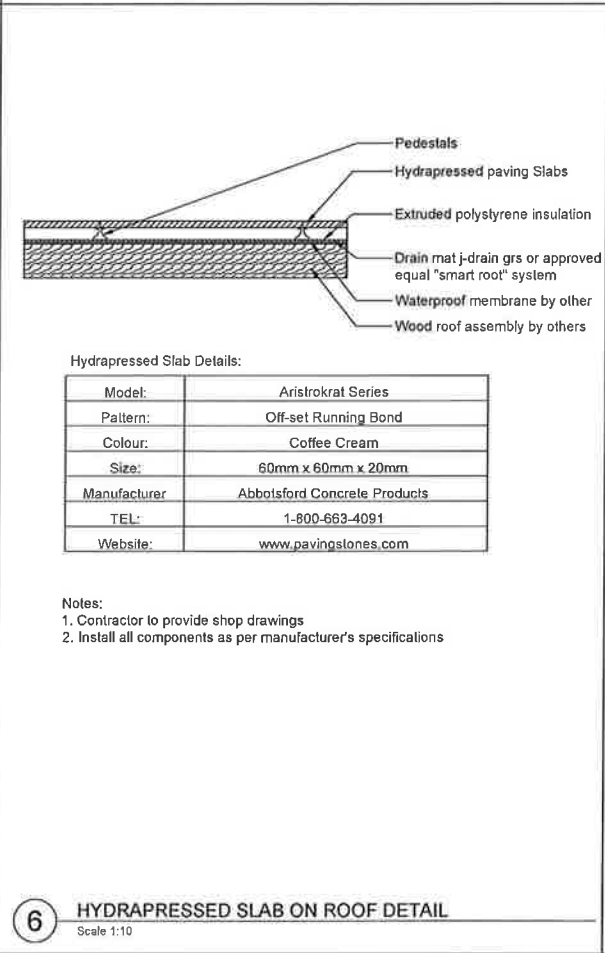 Pedestals
Hydrapressed paving Slabs
Extruded polystyrene insulation
Drain mat j-drain grs or approved
equal "smart root" system
Waterproof membrane by other
Wood roof assembly by others
Hydrapressed Slab Details:
Model: Aristrokrat Series
Pattern: Off-set Running Bond
Colour: Coffee Cream
Size: 60mm x 60mm x 20mm
Manufacturer Abbotsford Concrete Products
TEL: 1-800-663-4091
Website: www.pavingstones.com
Notes:
1. Contractor to provide shop drawings
2. Install all components as per manufacturer's specifications
6 HYDRAPRESSED SLAB ON ROOF DETAIL
Scale 1:10